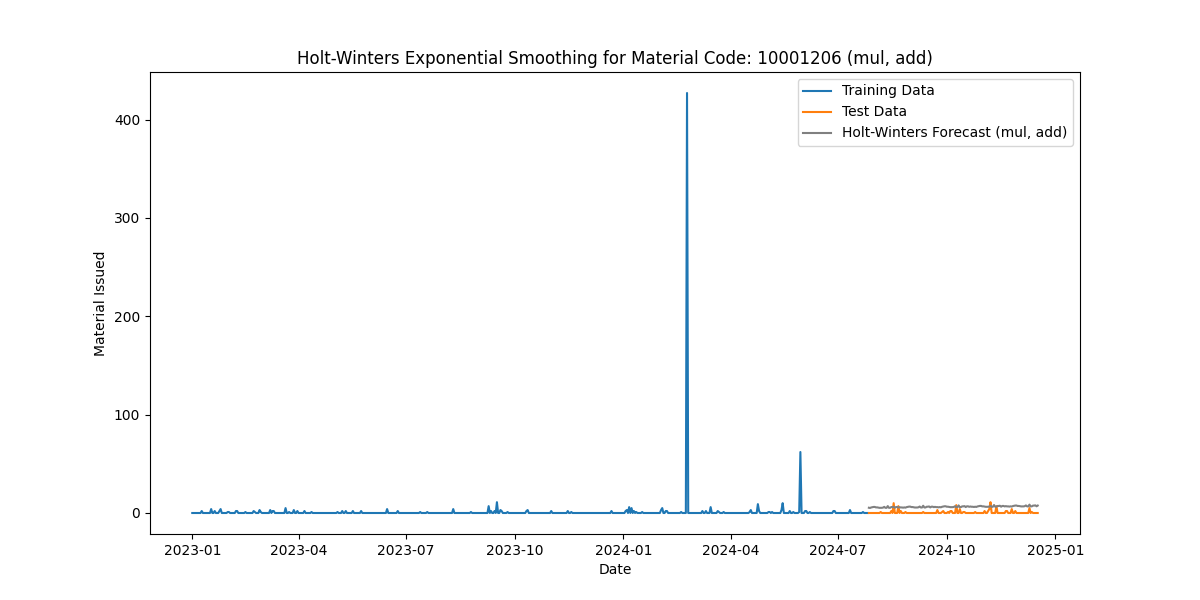 Holt-Winters Exponential Smoothing for Material Code: 10001206 (mul, add)
Training Data
Test Data
Holt-Winters Forecast (mul, add)
Material Issued
400
300
200
100
0
2023-01
2023-04
2023-07
2023-10
2024-01
2024-04
2024-07
2024-10
2025-01
Date